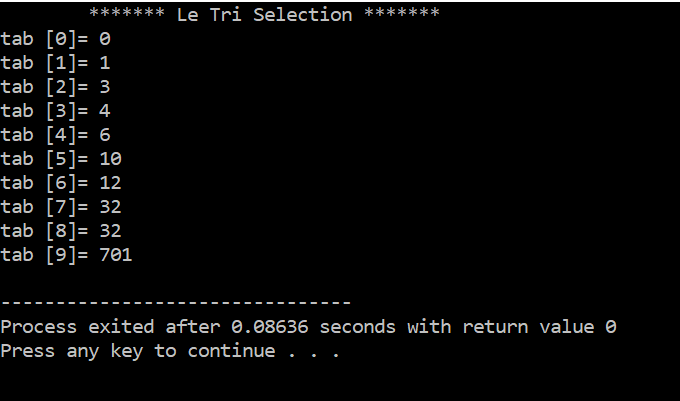 ******* Le Tri Selection *******
tab [0]= 0
tab [1]= 1
tab [2]= 3
tab [3]= 4
tab [4]= 6
tab [5]= 10
tab [6]= 12
tab [7]= 32
tab [8]= 32
tab [9]= 701
--------------------------------
Process exited after 0.08636 seconds with return value 0
Press any key to continue . . .